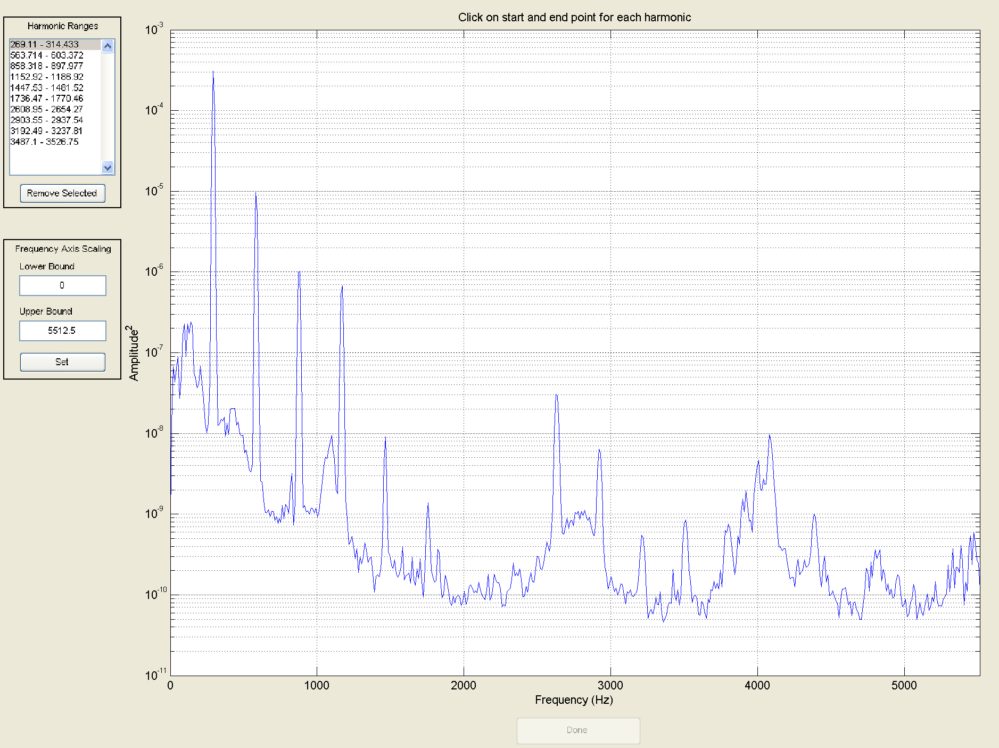 Click on start and end point for each harmonic
Harmonic Ranges
269.11 - 314.433
563.714 - 603.372
858.318 - 897.977
1152.92 - 1186.92
1447.53 - 1481.52
1736.47 - 1770.46
2608.95 - 2654.27
2903.55 - 2937.54
3192.49 - 3237.81
3487.1 - 3526.75
Remove Selected
Frequency Axis Scaling
Lower Bound
0
Upper Bound
5512.5
Set
Amplitude²
10⁻³
10⁻⁴
10⁻⁵
10⁻⁶
10⁻⁷
10⁻⁸
10⁻⁹
10⁻¹⁰
10⁻¹¹
0 1000 2000 3000 4000 5000
Frequency (Hz)
Done